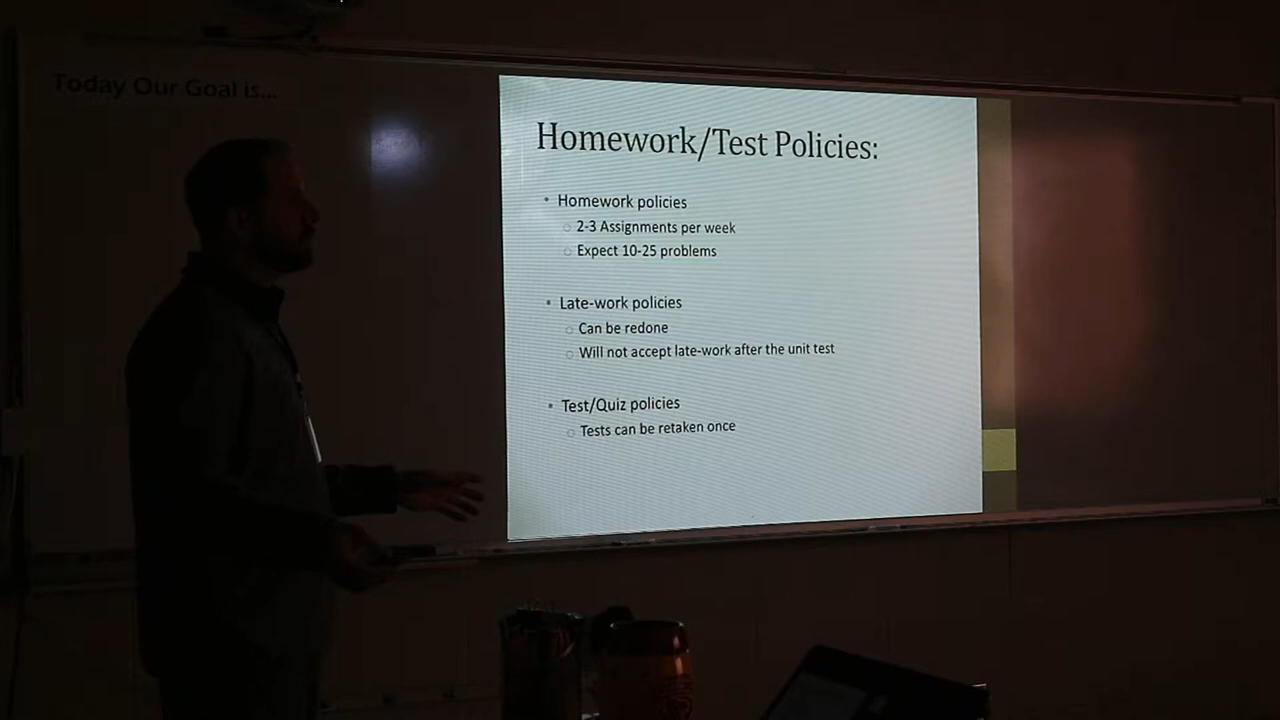 Today Our Goal is...
Homework/Test Policies:
Homework policies
2-3 Assignments per week
Expect 10-25 problems
Late-work policies
Can be redone
Will not accept late-work after the unit test
Test/Quiz policies
Tests can be retaken once